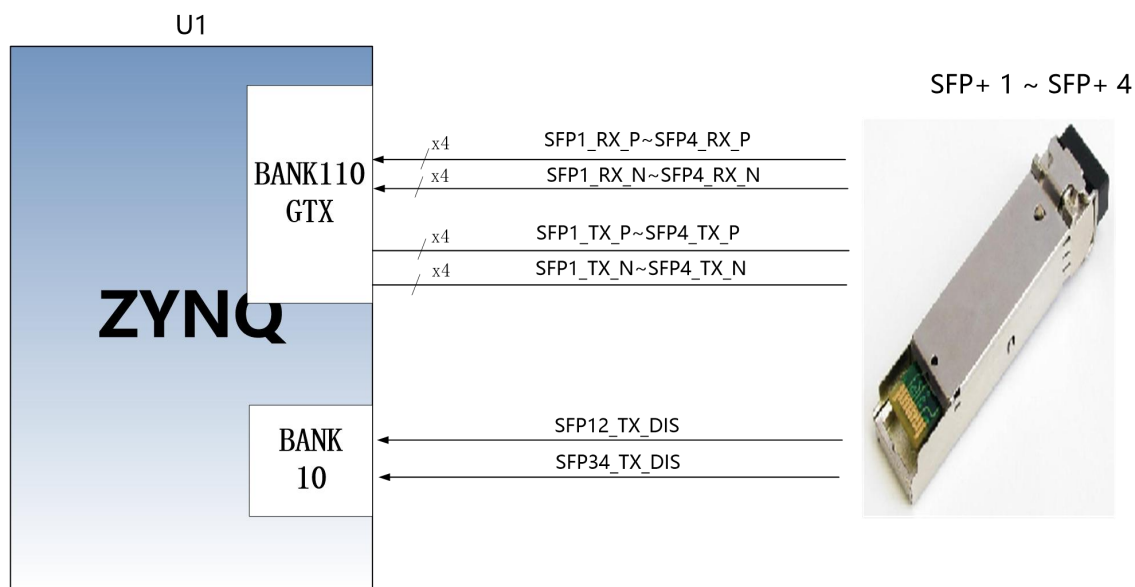 U1
SFP+ 1 ~ SFP+ 4
BANK110
GTX
x4
SFP1_RX_P~SFP4_RX_P
x4
SFP1_RX_N~SFP4_RX_N
x4
SFP1_TX_P~SFP4_TX_P
x4
SFP1_TX_N~SFP4_TX_N
ZYNQ
BANK
10
SFP12_TX_DIS
SFP34_TX_DIS